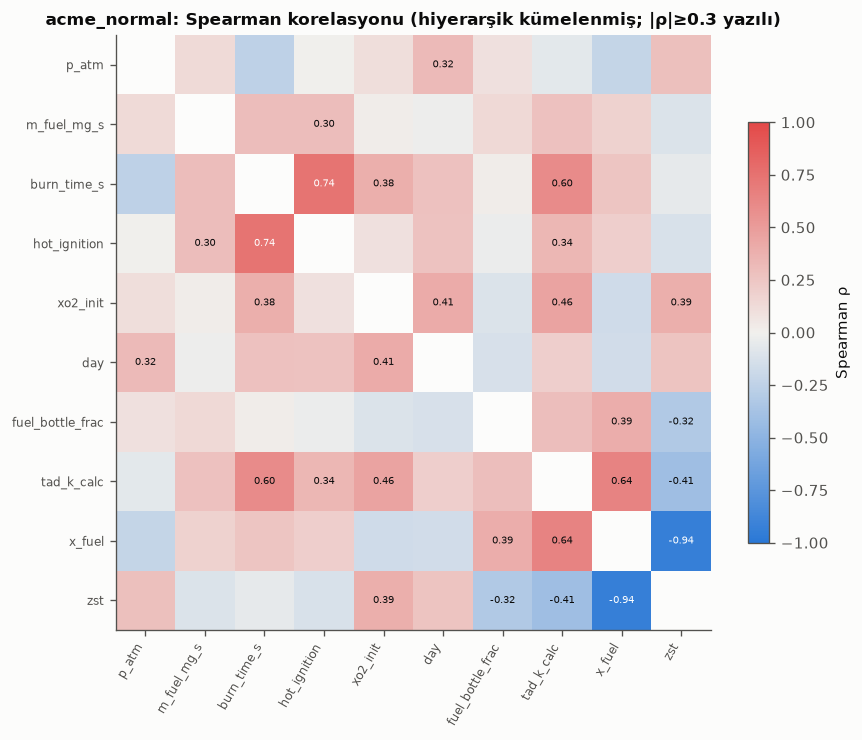 acme_normal: Spearman korelasyonu (hiyerarşik kümelenmiş; |ρ|≥0.3 yazılı)
p_atm
0.32
m_fuel_mg_s
0.30
burn_time_s
0.74
0.38
0.60
hot_ignition
0.30
0.74
0.34
xo2_init
0.38
0.41
0.46
0.39
day
0.32
0.41
fuel_bottle_frac
0.39
-0.32
tad_k_calc
0.60
0.34
0.46
0.64
-0.41
x_fuel
0.39
0.64
-0.94
zst
0.39
-0.32
-0.41
-0.94
p_atm
m_fuel_mg_s
burn_time_s
hot_ignition
xo2_init
day
fuel_bottle_frac
tad_k_calc
x_fuel
zst
1.00
0.75
0.50
0.25
0.00
−0.25
−0.50
−0.75
−1.00
Spearman ρ